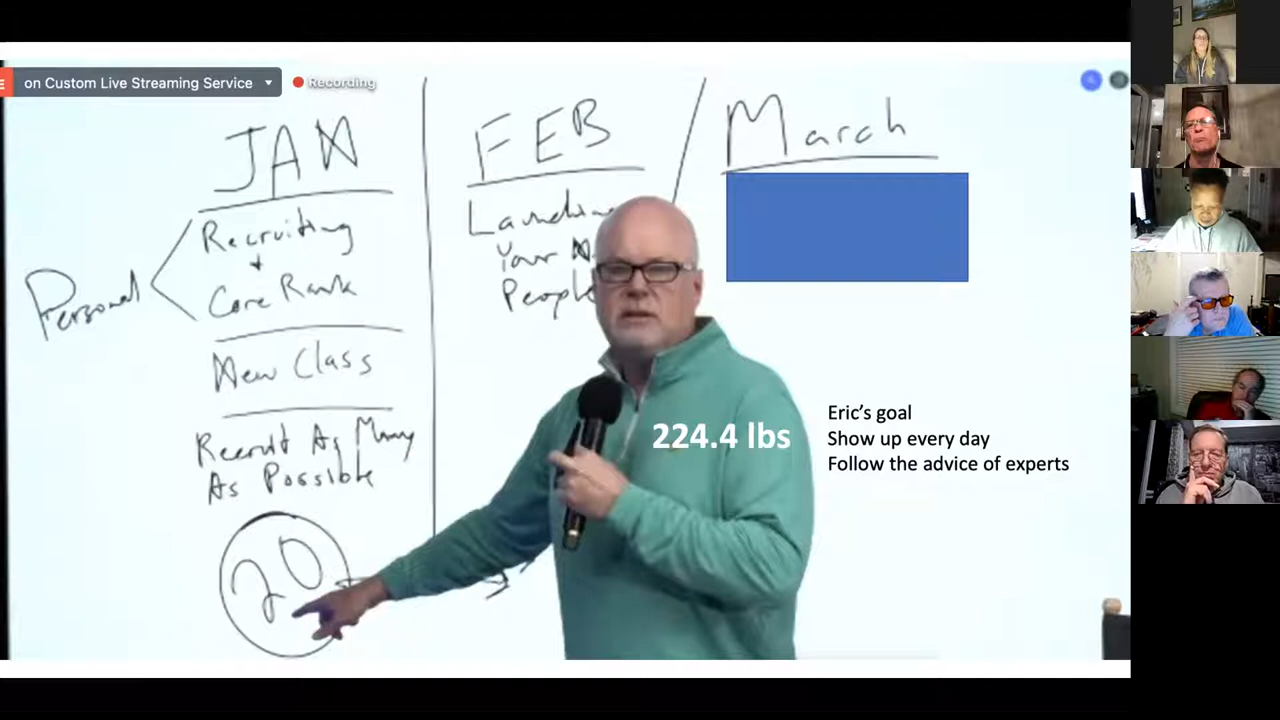 on Custom Live Streaming Service
Recording
JAN
FEB
March
Personal
Recruiting
+
Core Rank
New Class
Recruit As Many
As Possible
20
Your
People
224.4 lbs
Eric's goal
Show up every day
Follow the advice of experts